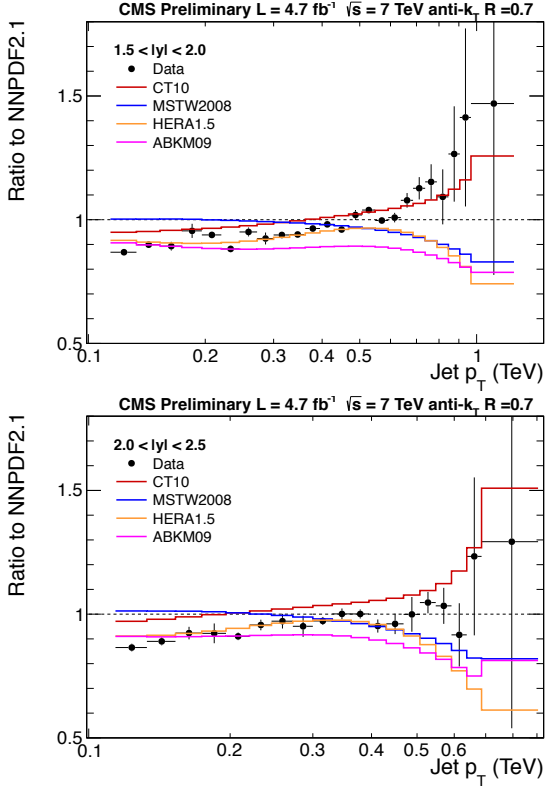 CMS Preliminary L = 4.7 fb⁻¹ √s = 7 TeV anti-k_T R =0.7
Ratio to NNPDF2.1
1.5 < |y| < 2.0
Data
CT10
MSTW2008
HERA1.5
ABKM09
1.5
1
0.5
0.1 0.2 0.3 0.4 0.5 1
Jet p_T (TeV)
CMS Preliminary L = 4.7 fb⁻¹ √s = 7 TeV anti-k_T R =0.7
Ratio to NNPDF2.1
2.0 < |y| < 2.5
Data
CT10
MSTW2008
HERA1.5
ABKM09
1.5
1
0.5
0.1 0.2 0.3 0.4 0.5 0.6
Jet p_T (TeV)